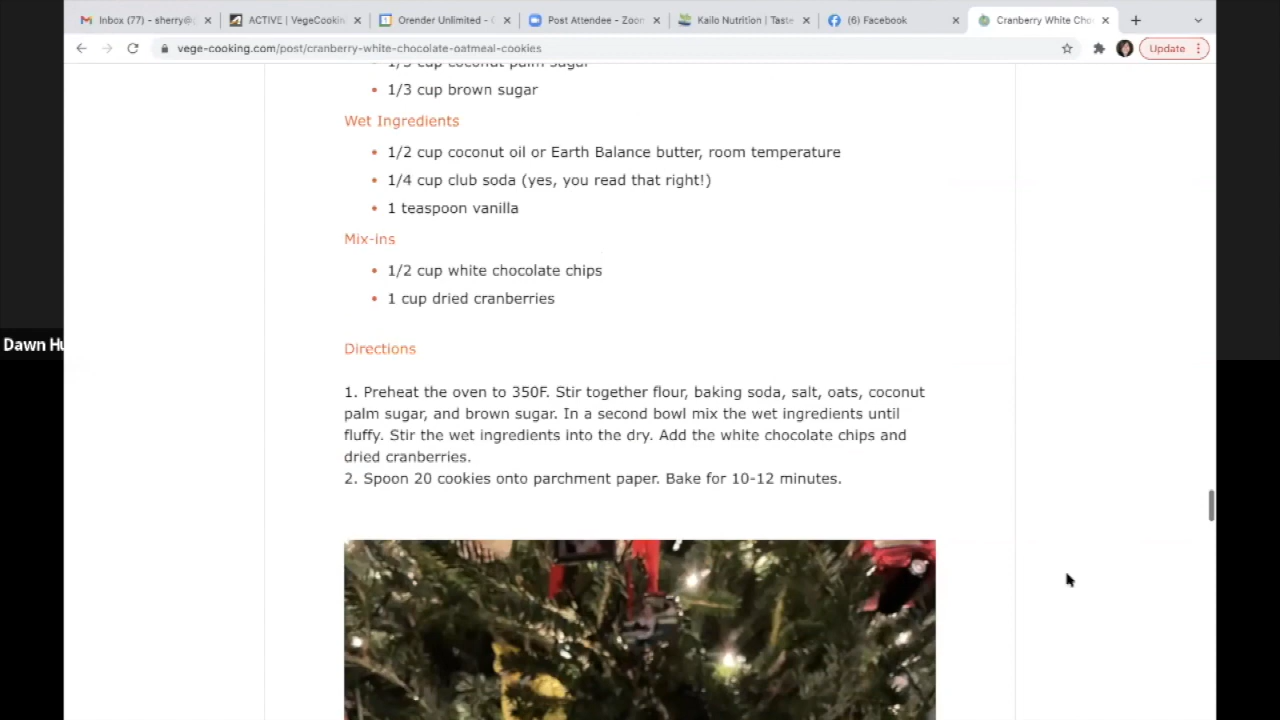 Inbox (77) - sherry@
ACTIVE | VegeCookin
Orender Unlimited -
Post Attendee - Zoom
Kailo Nutrition | Taste
(6) Facebook
Cranberry White Cho
vege-cooking.com/post/cranberry-white-chocolate-oatmeal-cookies
Update
1/3 cup coconut palm sugar
1/3 cup brown sugar
Wet Ingredients
1/2 cup coconut oil or Earth Balance butter, room temperature
1/4 cup club soda (yes, you read that right!)
1 teaspoon vanilla
Mix-ins
1/2 cup white chocolate chips
1 cup dried cranberries
Dawn Hu
Directions
1. Preheat the oven to 350F. Stir together flour, baking soda, salt, oats, coconut
palm sugar, and brown sugar. In a second bowl mix the wet ingredients until
fluffy. Stir the wet ingredients into the dry. Add the white chocolate chips and
dried cranberries.
2. Spoon 20 cookies onto parchment paper. Bake for 10-12 minutes.